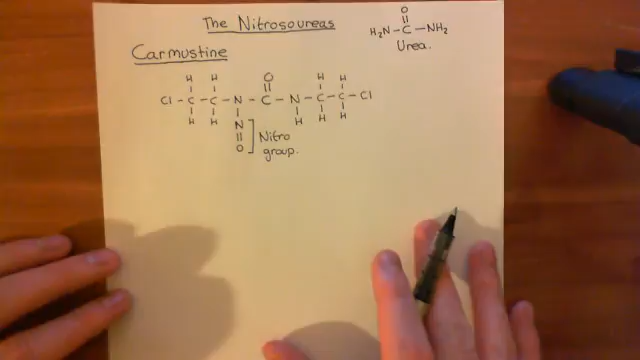 The Nitrosoureas
O
||
H₂N-C-NH₂
Urea.
Carmustine
H H O H H
| | || | |
Cl-C-C-N-C-N-C-C-Cl
| | | | | |
H H N H H H
||
O
Nitro
group.